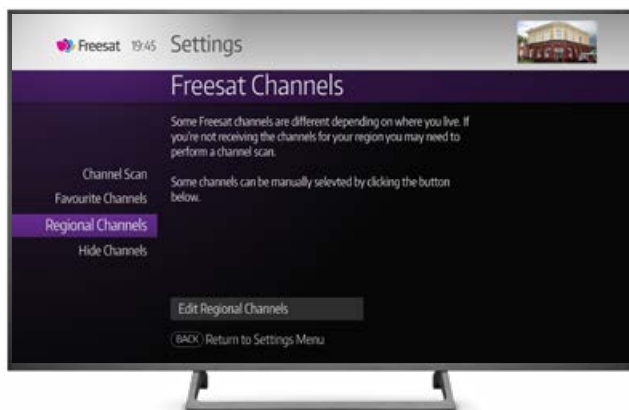 Freesat 19:45 Settings
Freesat Channels
Some Freesat channels are different depending on where you live. If
you're not receiving the channels for your region you may need to
perform a channel scan.
Some channels can be manually selevted by clicking the button
below.
Channel Scan
Favourite Channels
Regional Channels
Hide Channels
Edit Regional Channels
BACK Return to Settings Menu